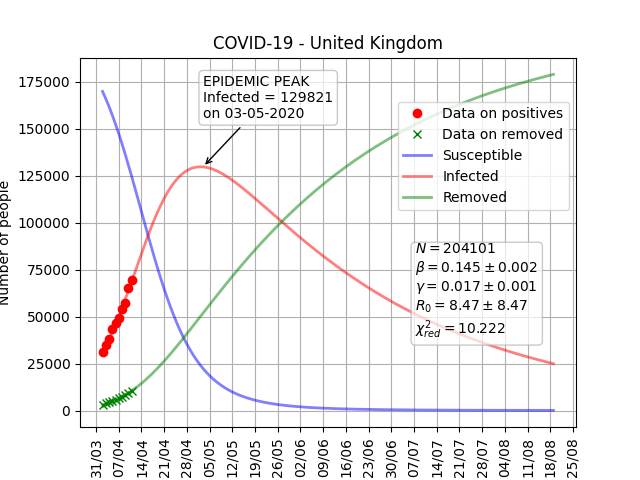 COVID-19 - United Kingdom
EPIDEMIC PEAK
Infected = 129821
on 03-05-2020
Data on positives
Data on removed
Susceptible
Infected
Removed
N = 204101
β = 0.145 ± 0.002
γ = 0.017 ± 0.001
R₀ = 8.47 ± 8.47
χ²red = 10.222
Number of people
175000
150000
125000
100000
75000
50000
25000
0
31/03
07/04
14/04
21/04
28/04
05/05
12/05
19/05
26/05
02/06
09/06
16/06
23/06
30/06
07/07
14/07
21/07
28/07
04/08
11/08
18/08
25/08